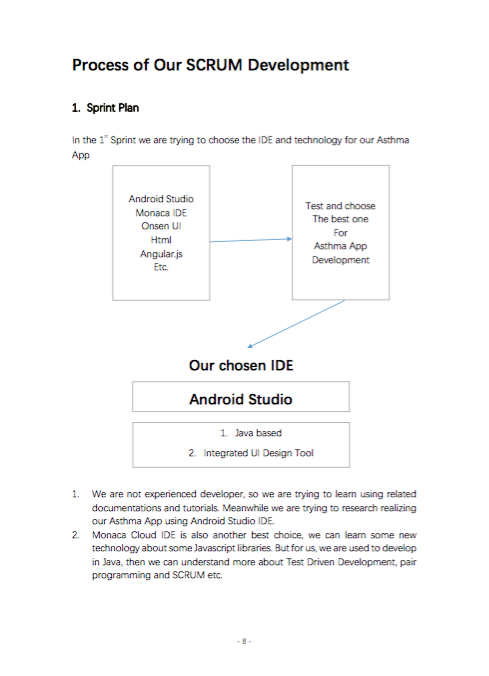 Process of Our SCRUM Development
1. Sprint Plan
In the 1st Sprint we are trying to choose the IDE and technology for our Asthma
App
Android Studio
Monaca IDE
Onsen UI
Html
Angular.js
Etc.
Test and choose
The best one
For
Asthma App
Development
Our chosen IDE
Android Studio
1. Java based
2. Integrated UI Design Tool
1. We are not experienced developer, so we are trying to learn using related
documentations and tutorials. Meanwhile we are trying to research realizing
our Asthma App using Android Studio IDE.
2. Monaca Cloud IDE is also another best choice, we can learn some new
technology about some Javascript libraries. But for us, we are used to develop
in Java, then we can understand more about Test Driven Development, pair
programming and SCRUM etc.
- 8 -